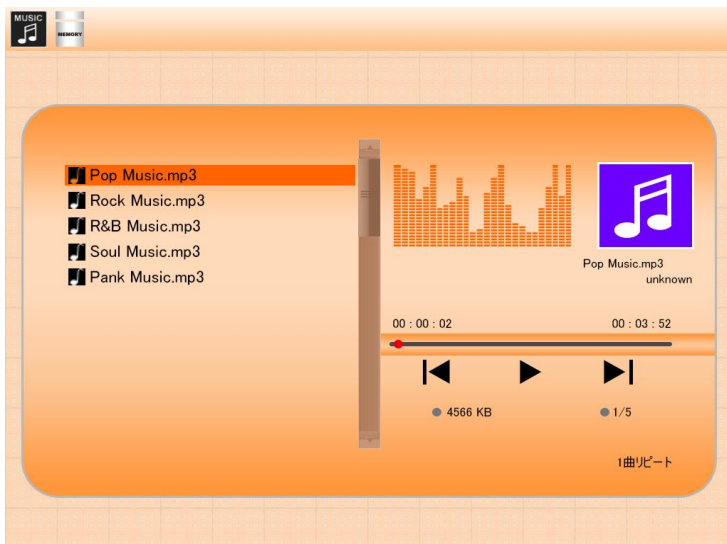 MUSIC
MEMORY
Pop Music.mp3
Rock Music.mp3
R&B Music.mp3
Soul Music.mp3
Pank Music.mp3
Pop Music.mp3
unknown
00 : 00 : 02
00 : 03 : 52
4566 KB
1/5
1曲リピート